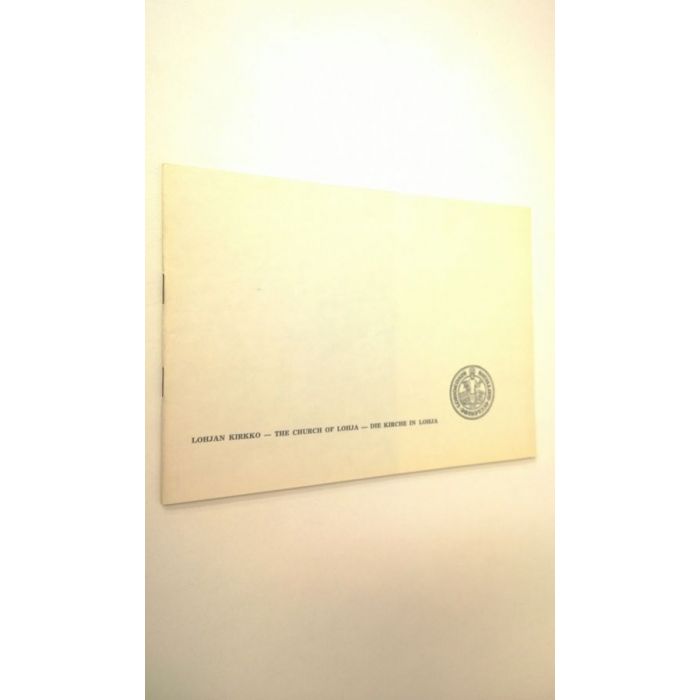 LOHJAN KIRKKO — THE CHURCH OF LOHJA — DIE KIRCHE IN LOHJA